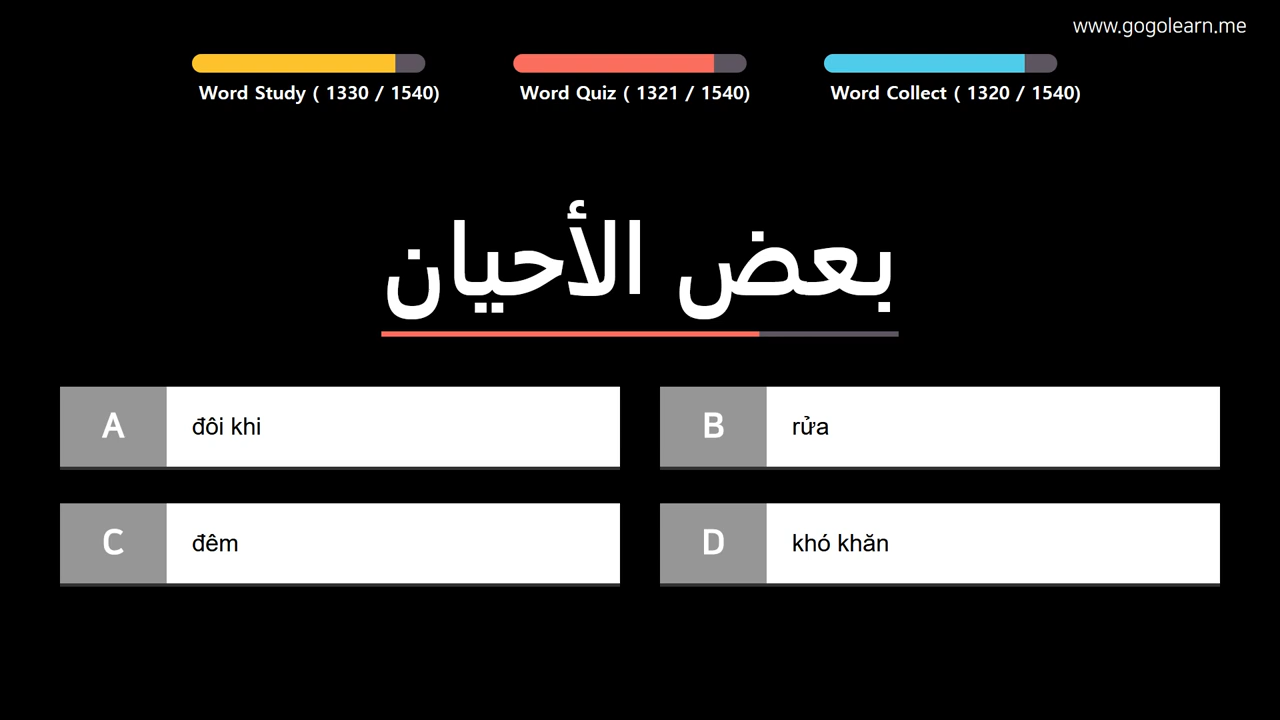 www.gogolearn.me
Word Study ( 1330 / 1540)
Word Quiz ( 1321 / 1540)
Word Collect ( 1320 / 1540)
بعض الأحيان
A đôi khi
B rửa
C đêm
D khó khăn